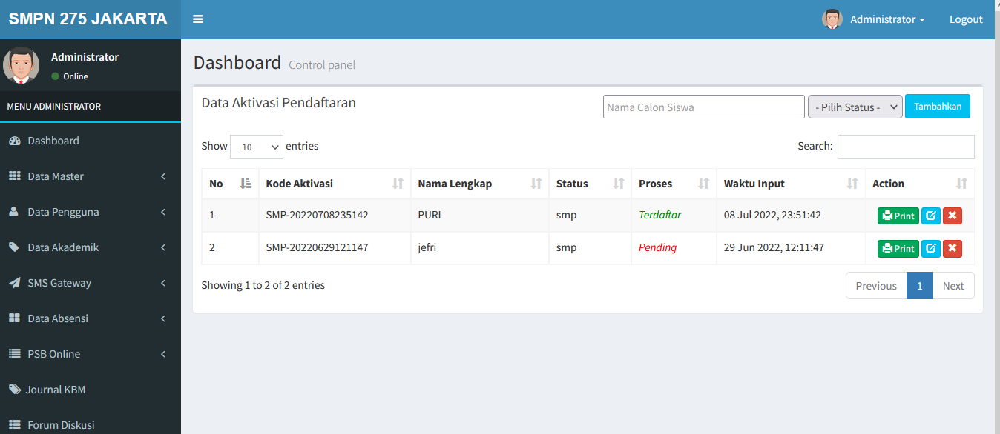 SMPN 275 JAKARTA
Administrator
Logout
Administrator
Online
MENU ADMINISTRATOR
Dashboard
Data Master
Data Pengguna
Data Akademik
SMS Gateway
Data Absensi
PSB Online
Journal KBM
Forum Diskusi
Dashboard Control panel
Data Aktivasi Pendaftaran
Nama Calon Siswa
- Pilih Status -
Tambahkan
Show 10 entries
Search:
No Kode Aktivasi Nama Lengkap Status Proses Waktu Input Action
1 SMP-20220708235142 PURI smp Terdaftar 08 Jul 2022, 23:51:42 Print
2 SMP-20220629121147 jefri smp Pending 29 Jun 2022, 12:11:47 Print
Showing 1 to 2 of 2 entries
Previous 1 Next